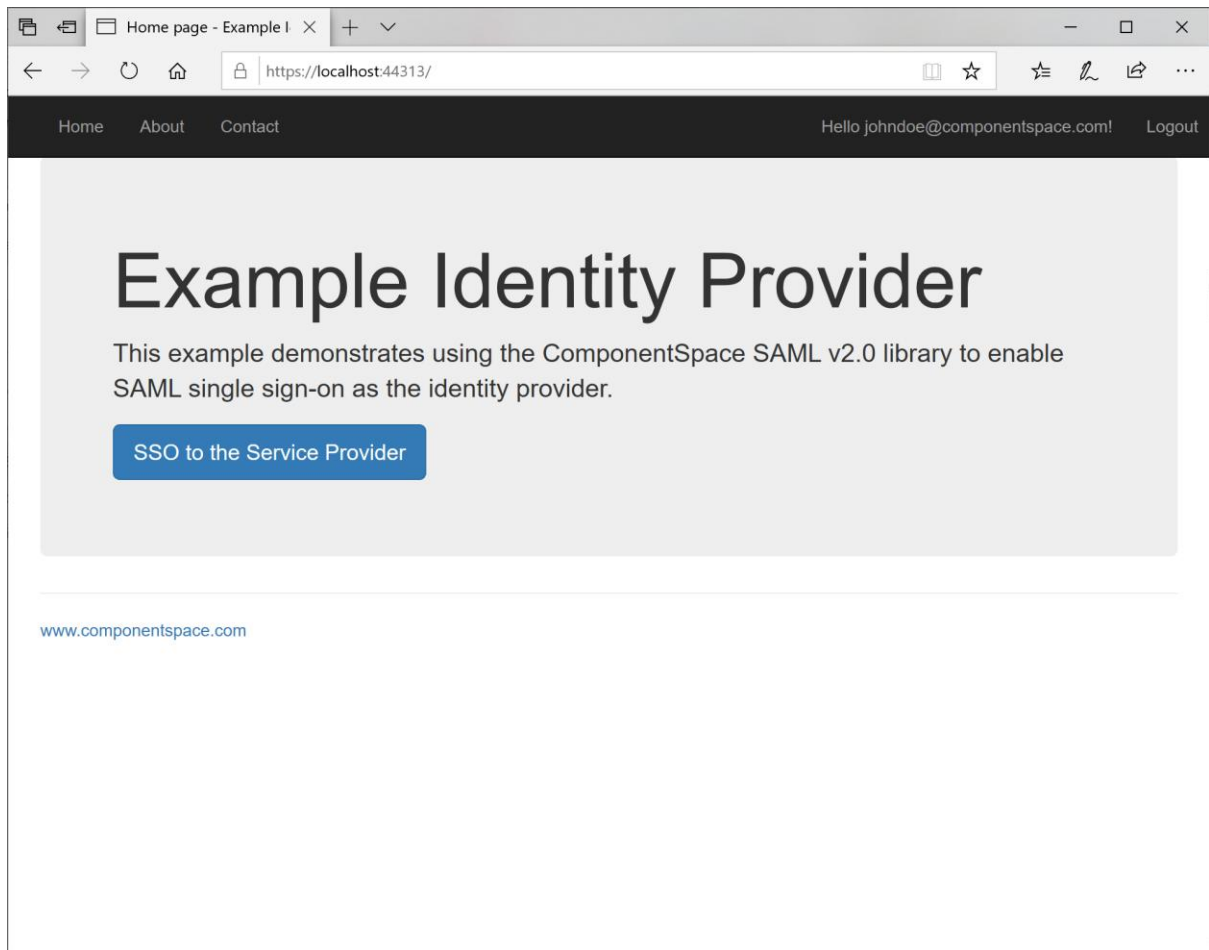 Home page - Example I
https://localhost:44313/
Home About Contact Hello johndoe@componentspace.com! Logout
Example Identity Provider
This example demonstrates using the ComponentSpace SAML v2.0 library to enable
SAML single sign-on as the identity provider.
SSO to the Service Provider
www.componentspace.com